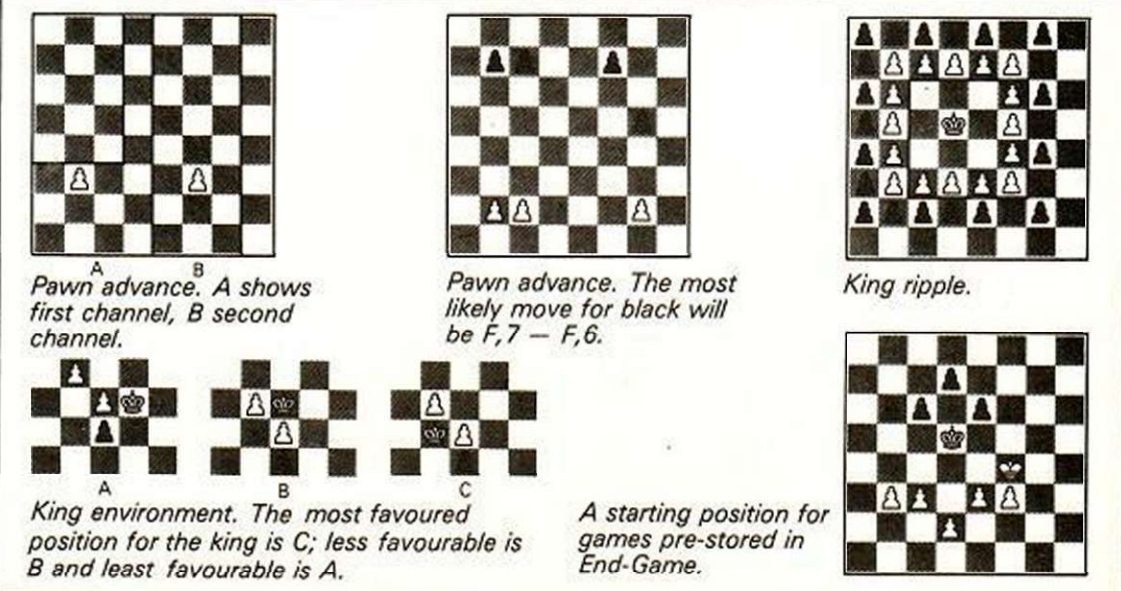 A B
Pawn advance. A shows
first channel, B second
channel.
Pawn advance. The most
likely move for black will
be F,7 — F,6.
King ripple.
A B C
King environment. The most favoured
position for the king is C; less favourable is
B and least favourable is A.
A starting position for
games pre-stored in
End-Game.